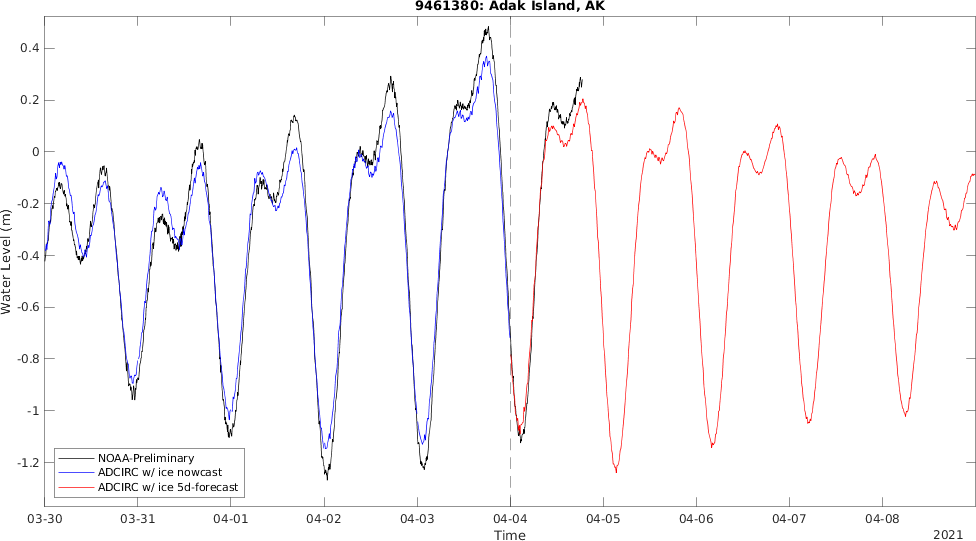 9461380: Adak Island, AK
Water Level (m)
0.4
0.2
0
-0.2
-0.4
-0.6
-0.8
-1
-1.2
NOAA-Preliminary
ADCIRC w/ ice nowcast
ADCIRC w/ ice 5d-forecast
03-30 03-31 04-01 04-02 04-03 04-04 04-05 04-06 04-07 04-08
Time
2021